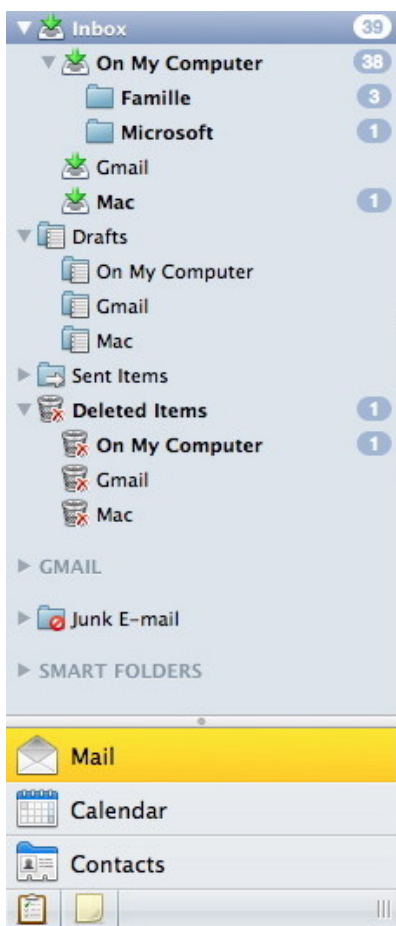 Inbox 39
On My Computer 38
Famille 3
Microsoft 1
Gmail
Mac 1
Drafts
On My Computer
Gmail
Mac
Sent Items
Deleted Items 1
On My Computer 1
Gmail
Mac
GMAIL
Junk E-mail
SMART FOLDERS
Mail
Calendar
Contacts